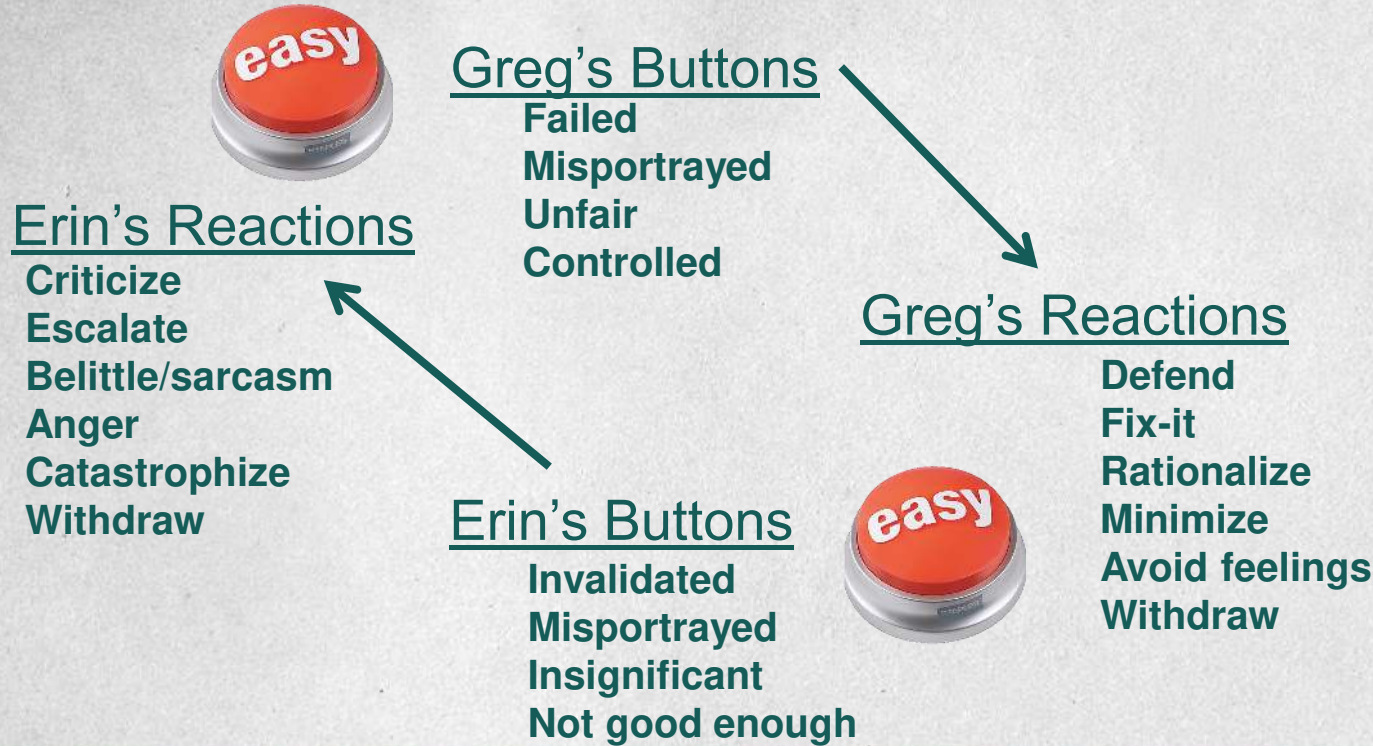 easy
Greg's Buttons
Failed
Misportrayed
Unfair
Controlled
Erin's Reactions
Criticize
Escalate
Belittle/sarcasm
Anger
Catastrophize
Withdraw
Greg's Reactions
Defend
Fix-it
Rationalize
Minimize
Avoid feelings
Withdraw
Erin's Buttons
Invalidated
Misportrayed
Insignificant
Not good enough
easy